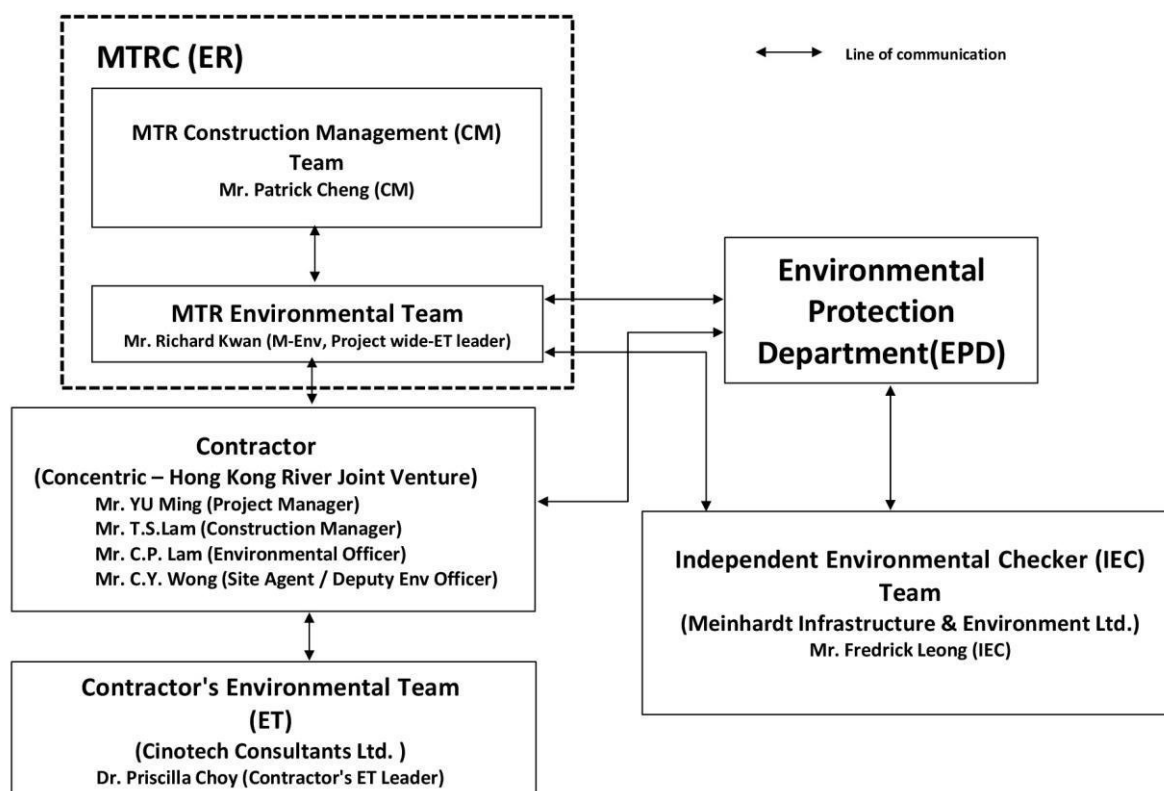 MTRC (ER)
Line of communication
MTR Construction Management (CM)
Team
Mr. Patrick Cheng (CM)
MTR Environmental Team
Mr. Richard Kwan (M-Env, Project wide-ET leader)
Environmental
Protection
Department(EPD)
Contractor
(Concentric – Hong Kong River Joint Venture)
Mr. YU Ming (Project Manager)
Mr. T.S.Lam (Construction Manager)
Mr. C.P. Lam (Environmental Officer)
Mr. C.Y. Wong (Site Agent / Deputy Env Officer)
Independent Environmental Checker (IEC)
Team
(Meinhardt Infrastructure & Environment Ltd.)
Mr. Fredrick Leong (IEC)
Contractor's Environmental Team
(ET)
(Cinotech Consultants Ltd. )
Dr. Priscilla Choy (Contractor's ET Leader)